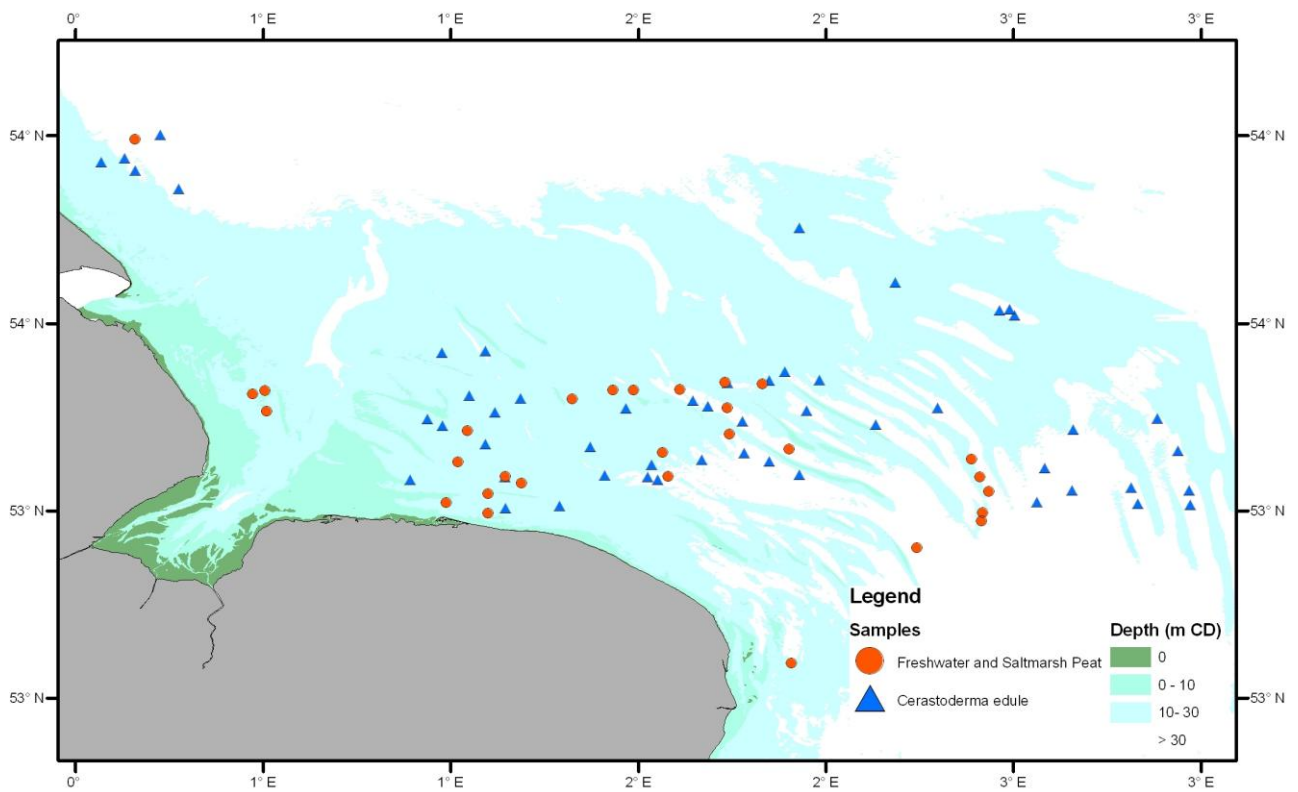 0° 1° E 1° E 2° E 2° E 3° E 3° E
54° N 54° N
54° N 54° N
53° N 53° N
53° N 53° N
Legend
Samples Depth (m CD)
Freshwater and Saltmarsh Peat 0
0 - 10
Cerastoderma edule 10- 30
> 30
0° 1° E 1° E 2° E 2° E 3° E 3° E